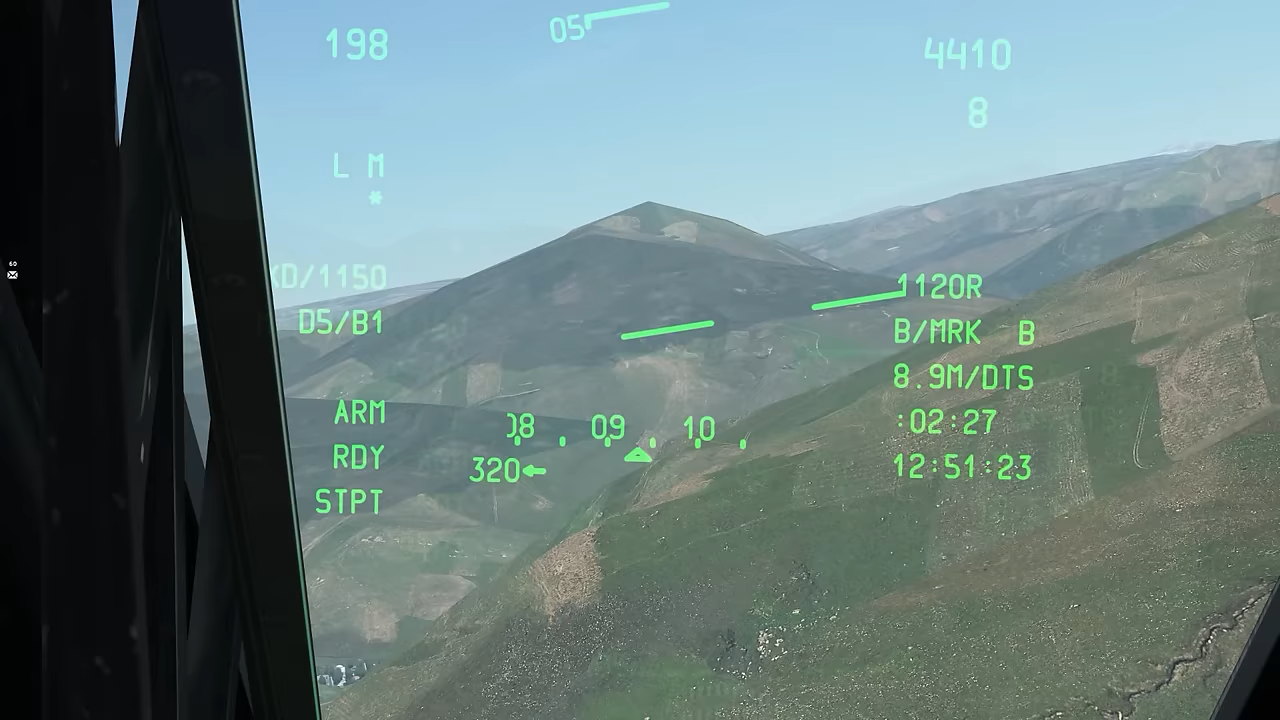 05
198
4410
8
L M
*
KD/1150
1120R
D5/B1
B/MRK B
8.9M/DTS
ARM
08 09 10
:02:27
RDY
320
12:51:23
STPT
60